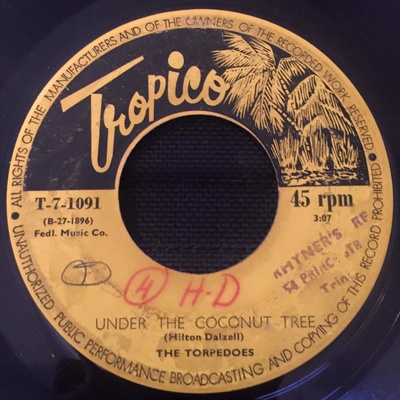 ALL RIGHTS OF THE MANUFACTURERS AND OF THE OWNERS OF THE RECORDED WORK RESERVED
Tropico
T-7-1091
(B-27-1896)
Fedl. Music Co.
45 rpm
3:07
RHYNER'S RE
54 PRINCE STR
Trin
T
4 H-D
UNDER THE COCONUT TREE
(Hilton Dalzell)
THE TORPEDOES
UNAUTHORIZED PUBLIC PERFORMANCE BROADCASTING AND COPYING OF THIS RECORD PROHIBITED